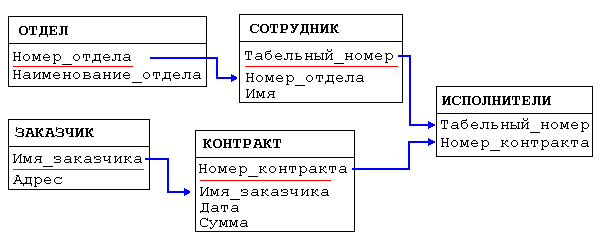 ОТДЕЛ
Номер_отдела
Наименование_отдела
СОТРУДНИК
Табельный_номер
Номер_отдела
Имя
ИСПОЛНИТЕЛИ
Табельный_номер
Номер_контракта
ЗАКАЗЧИК
Имя_заказчика
Адрес
КОНТРАКТ
Номер_контракта
Имя_заказчика
Дата
Сумма